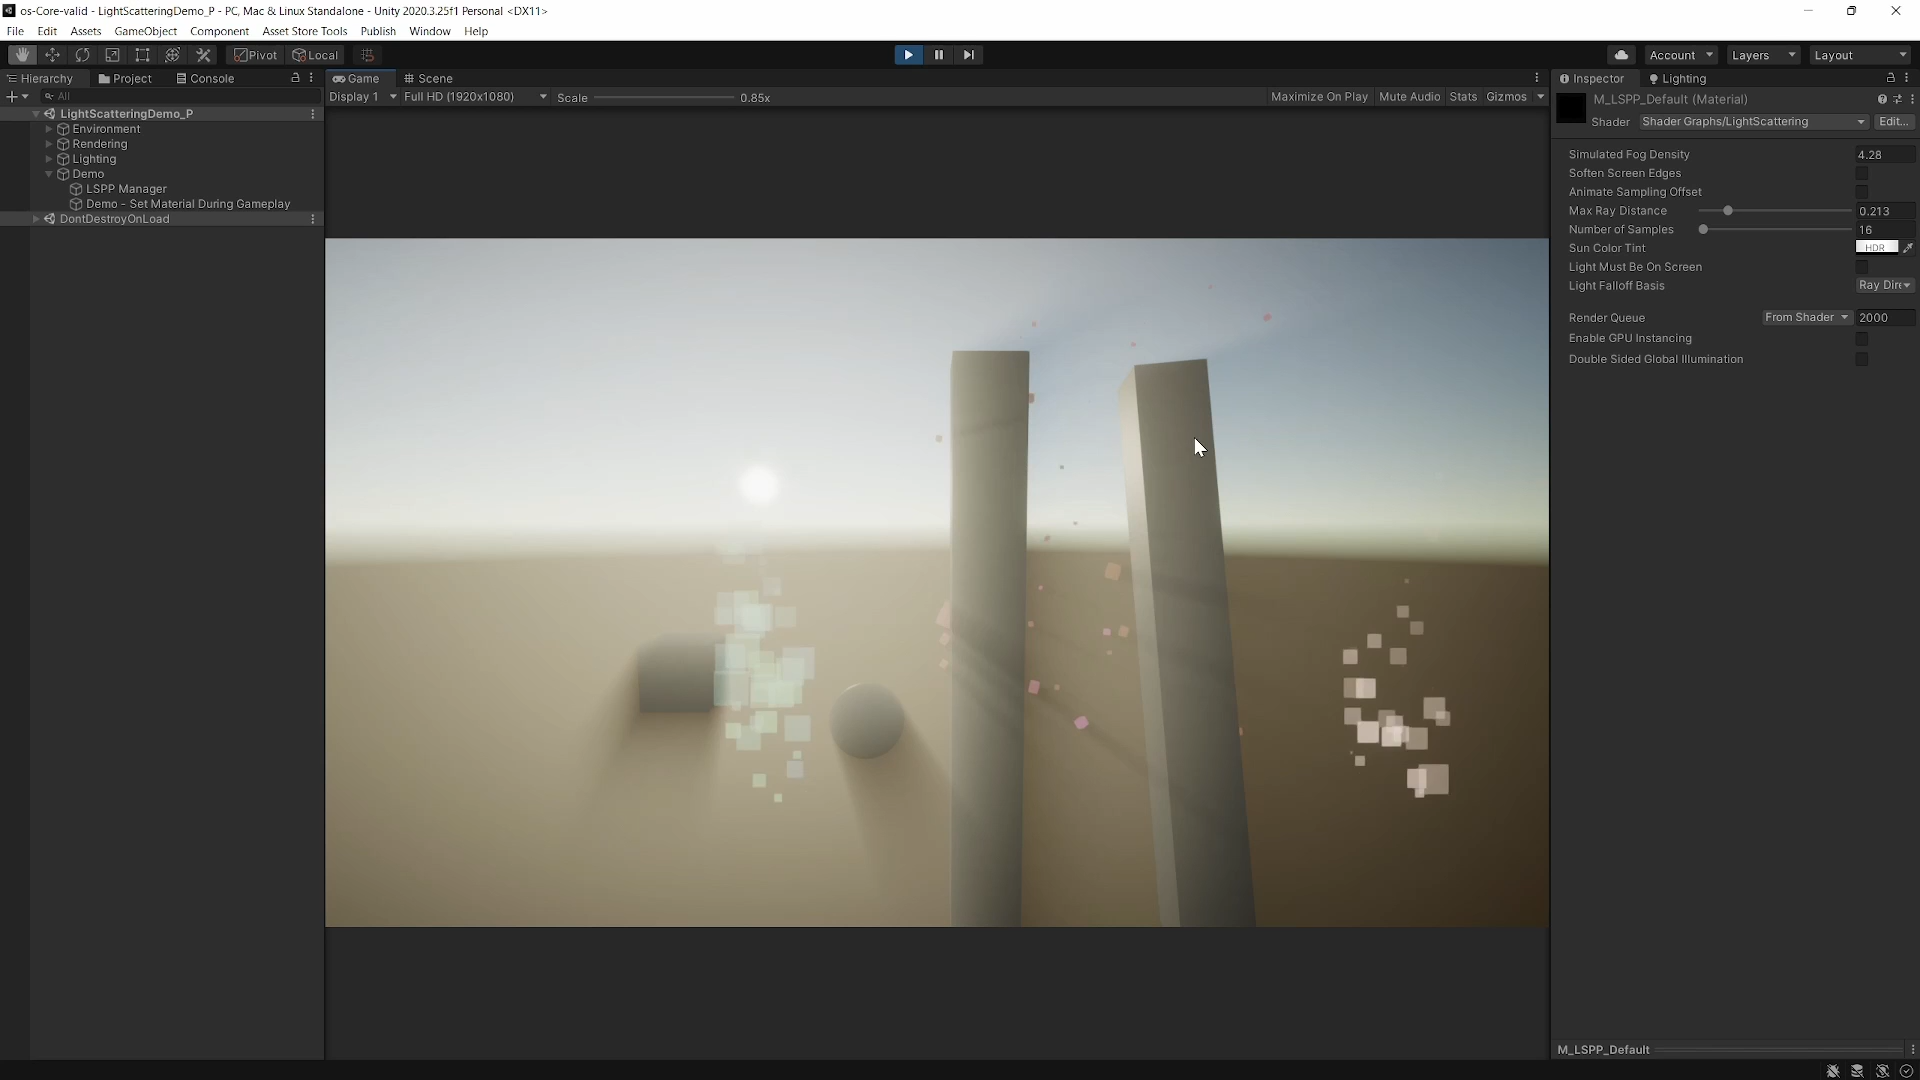 os-Core-valid - LightScatteringDemo_P - PC, Mac & Linux Standalone - Unity 2020.3.25f1 Personal <DX11>
File Edit Assets GameObject Component Asset Store Tools Publish Window Help
Pivot Local Account Layers Layout
Hierarchy Project Console Game Scene Inspector Lighting
All
Display 1 Full HD (1920x1080) Scale 0.85x Maximize On Play Mute Audio Stats Gizmos
LightScatteringDemo_P
Environment
Rendering
Lighting
Demo
LSPP Manager
Demo - Set Material During Gameplay
DontDestroyOnLoad
M_LSPP_Default (Material)
Shader Shader Graphs/LightScattering Edit...
Simulated Fog Density 4.28
Soften Screen Edges
Animate Sampling Offset
Max Ray Distance 0.213
Number of Samples 16
Sun Color Tint HDR
Light Must Be On Screen
Light Falloff Basis Ray Dire
Render Queue From Shader 2000
Enable GPU Instancing
Double Sided Global Illumination
M_LSPP_Default